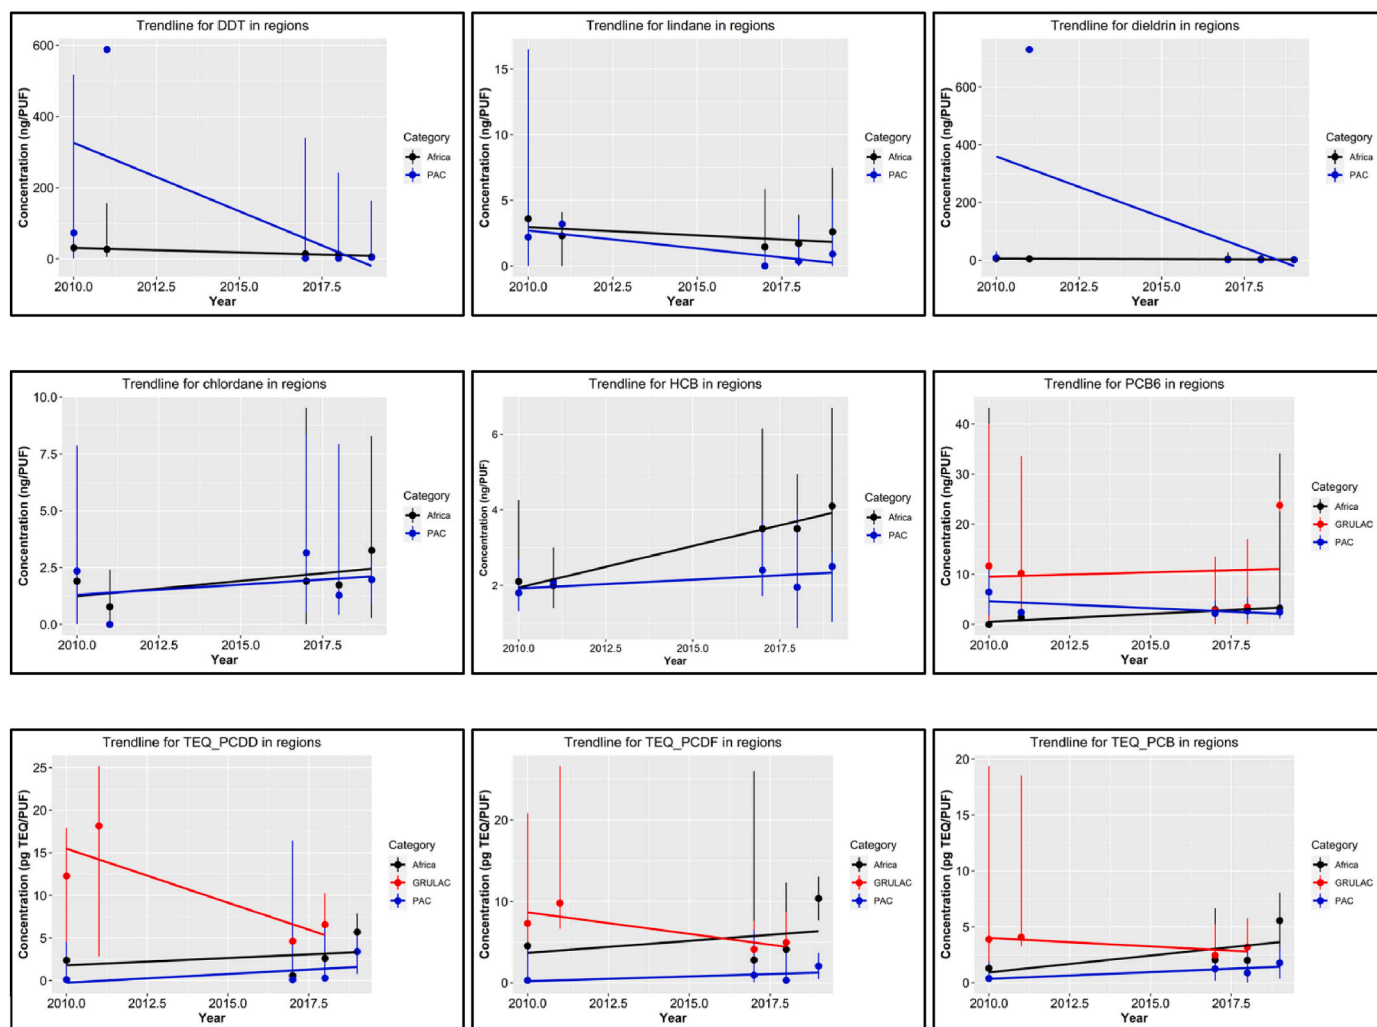 Trendline for DDT in regions
Concentration (ng/PUF)
600
400
200
0
2010.0 2012.5 2015.0 2017.5
Year
Category
Africa
PAC
Trendline for lindane in regions
Concentration (ng/PUF)
15
10
5
0
2010.0 2012.5 2015.0 2017.5
Year
Category
Africa
PAC
Trendline for dieldrin in regions
Concentration (ng/PUF)
600
400
200
0
2010.0 2012.5 2015.0 2017.5
Year
Category
Africa
PAC
Trendline for chlordane in regions
Concentration (ng/PUF)
10.0
7.5
5.0
2.5
0.0
2010.0 2012.5 2015.0 2017.5
Year
Category
Africa
PAC
Trendline for HCB in regions
Concentration (ng/PUF)
6
4
2
2010.0 2012.5 2015.0 2017.5
Year
Category
Africa
PAC
Trendline for PCB6 in regions
Concentration (ng/PUF)
40
30
20
10
0
2010.0 2012.5 2015.0 2017.5
Year
Category
Africa
GRULAC
PAC
Trendline for TEQ_PCDD in regions
Concentration (pg TEQ/PUF)
25
20
15
10
5
0
2010.0 2012.5 2015.0 2017.5
Year
Category
Africa
GRULAC
PAC
Trendline for TEQ_PCDF in regions
Concentration (pg TEQ/PUF)
20
10
0
2010.0 2012.5 2015.0 2017.5
Year
Category
Africa
GRULAC
PAC
Trendline for TEQ_PCB in regions
Concentration (pg TEQ/PUF)
20
15
10
5
0
2010.0 2012.5 2015.0 2017.5
Year
Category
Africa
GRULAC
PAC